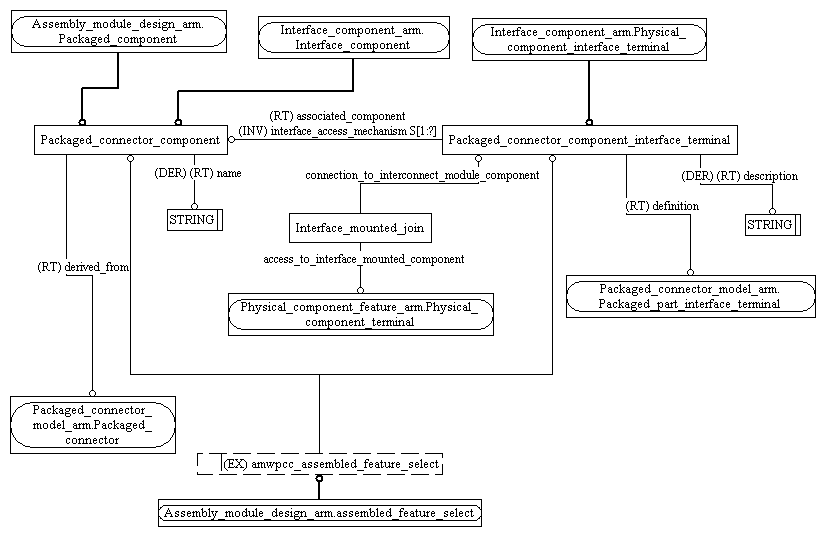 Assembly_module_design_arm.
Packaged_component
Interface_component_arm.
Interface_component
Interface_component_arm.Physical_
component_interface_terminal
(RT) associated_component
(INV) interface_access_mechanism S[1:?]
Packaged_connector_component
Packaged_connector_component_interface_terminal
(DER) (RT) name
connection_to_interconnect_module_component
(DER) (RT) description
STRING
(RT) definition
STRING
Interface_mounted_join
(RT) derived_from
access_to_interface_mounted_component
Physical_component_feature_arm.Physical_
component_terminal
Packaged_connector_model_arm.
Packaged_part_interface_terminal
Packaged_connector_
model_arm.Packaged_
connector
(EX) amwpcc_assembled_feature_select
Assembly_module_design_arm.assembled_feature_select